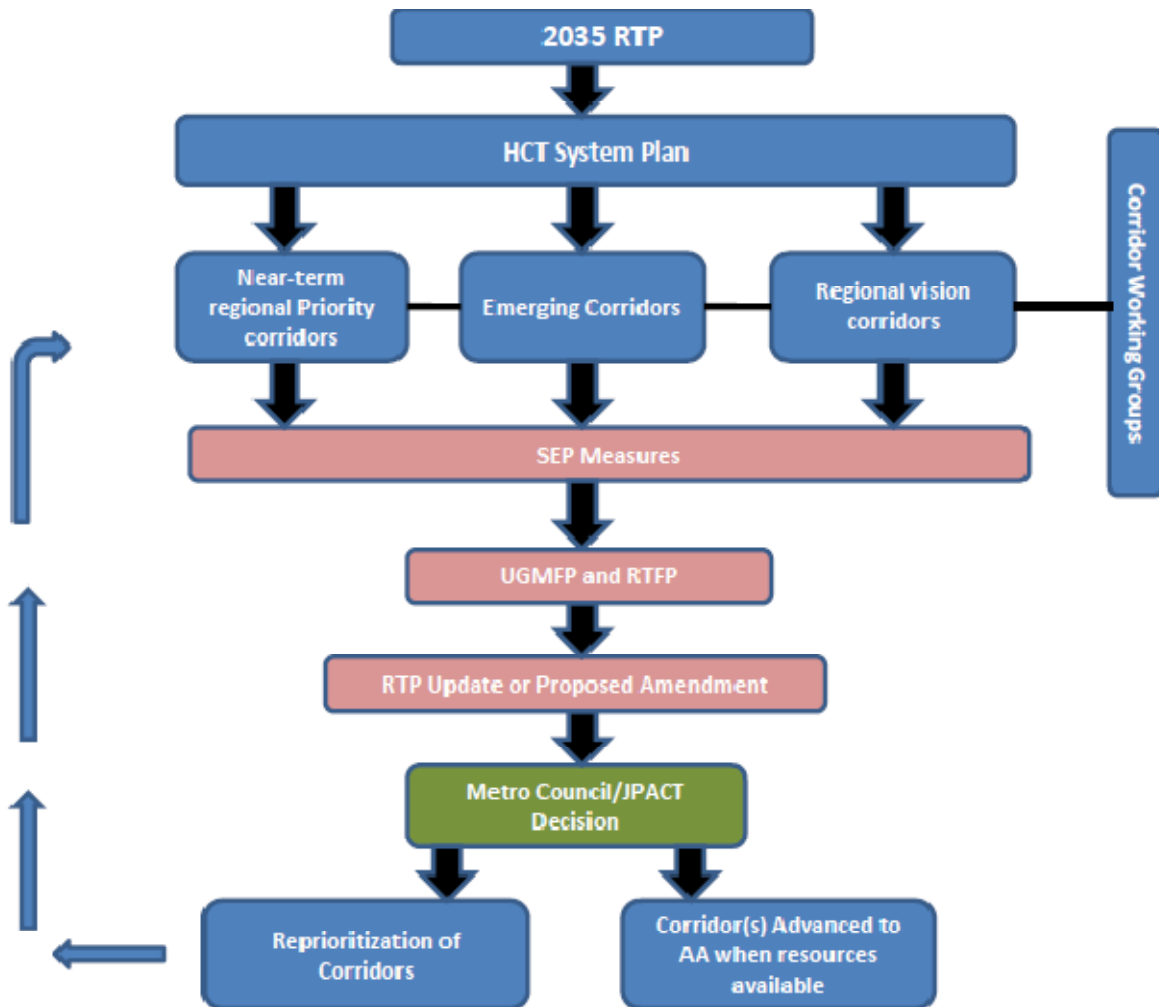 2035 RTP
HCT System Plan
Near-term
regional Priority
corridors
Emerging Corridors
Regional vision
corridors
Corridor Working Groups
SEP Measures
UGMFP and RTFP
RTP Update or Proposed Amendment
Metro Council/JPACT
Decision
Reprioritization of
Corridors
Corridor(s) Advanced to
AA when resources
available